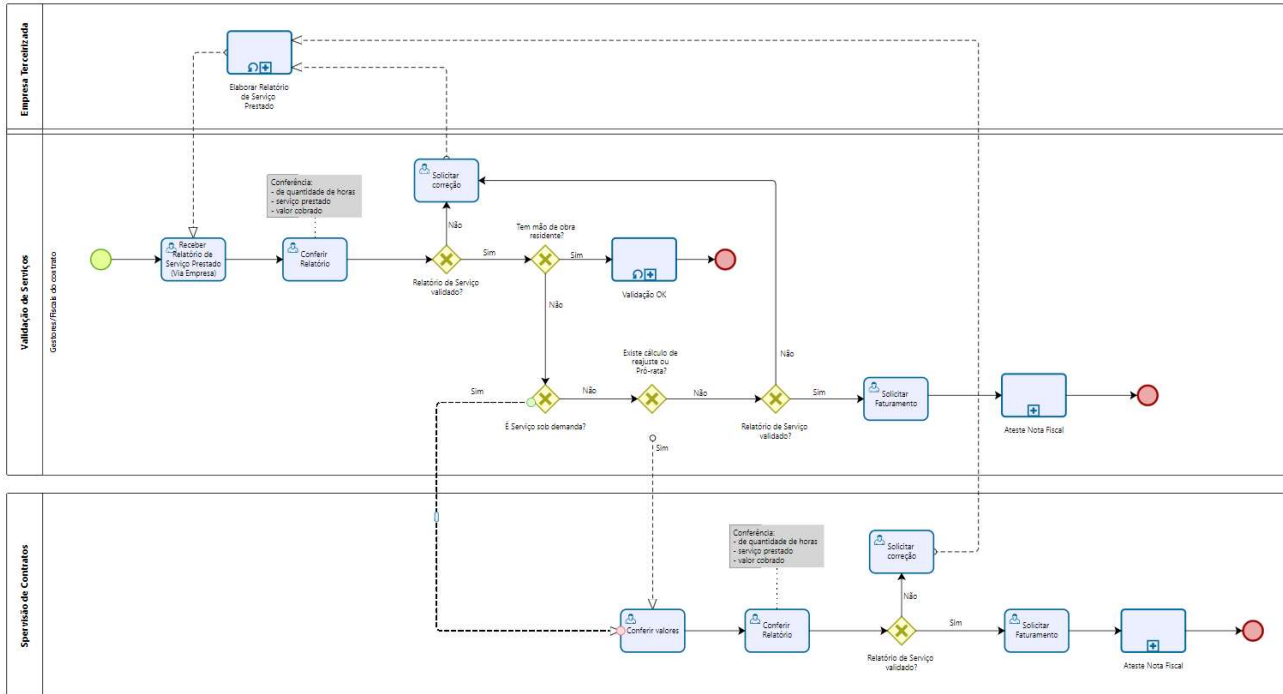 Empresa Terceirizada
Elaborar Relatório
de Serviço
Prestado
Validação de Serviços
Gestores/Fiscais do contrato
Solicitar
correção
Conferência:
- de quantidade de horas
- serviço prestado
- valor cobrado
Não
Tem mão de obra
residente?
Receber
Relatório de
Serviço Prestado
(Via Empresa)
Conferir
Relatório
Sim
Sim
Relatório de Serviço
validado?
Validação OK
Não
Existe cálculo de
reajuste ou
Pró-rata?
Não
Sim
Não
Não
Sim
Solicitar
Faturamento
É Serviço sob demanda?
Relatório de Serviço
validado?
Ateste Nota Fiscal
Sim
Spervisão de Contratos
Conferência:
- de quantidade de horas
- serviço prestado
- valor cobrado
Solicitar
correção
Não
Conferir valores
Conferir
Relatório
Sim
Solicitar
Faturamento
Relatório de Serviço
validado?
Ateste Nota Fiscal